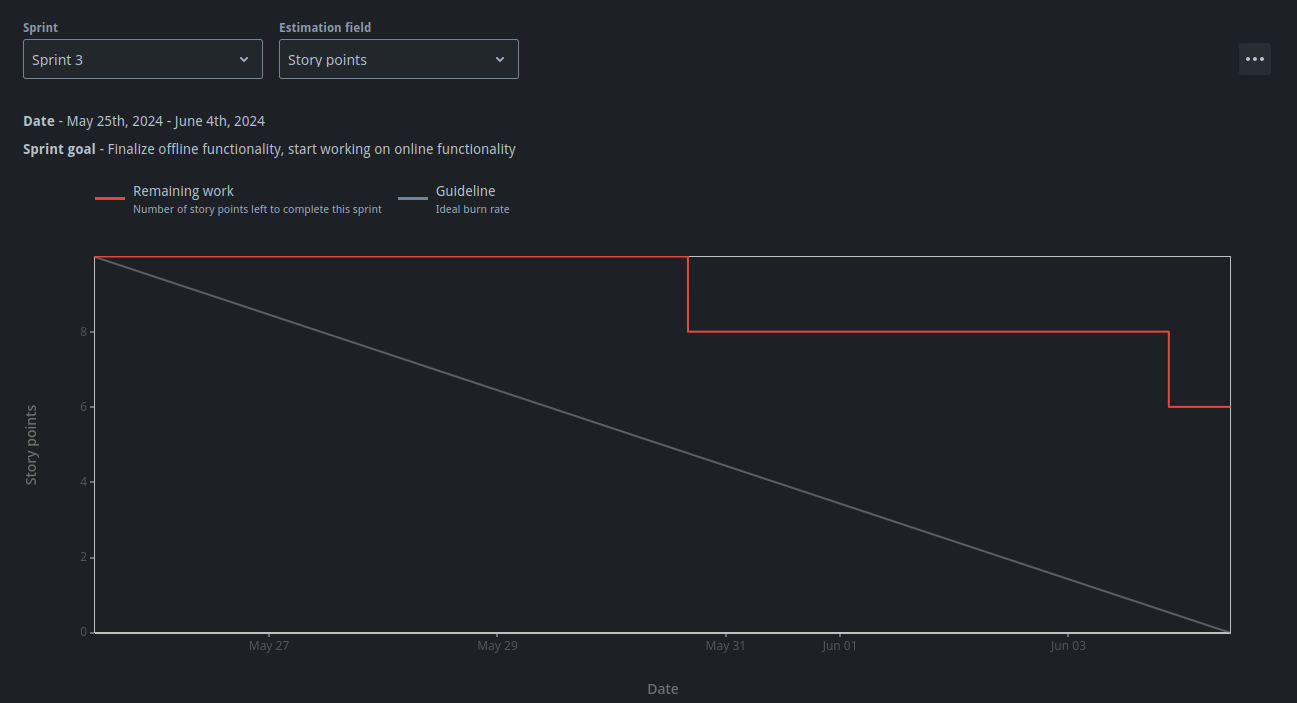 Sprint
Estimation field
Sprint 3
Story points
Date - May 25th, 2024 - June 4th, 2024
Sprint goal - Finalize offline functionality, start working on online functionality
Remaining work
Number of story points left to complete this sprint
Guideline
Ideal burn rate
8
6
4
2
0
Story points
May 27
May 29
May 31
Jun 01
Jun 03
Date